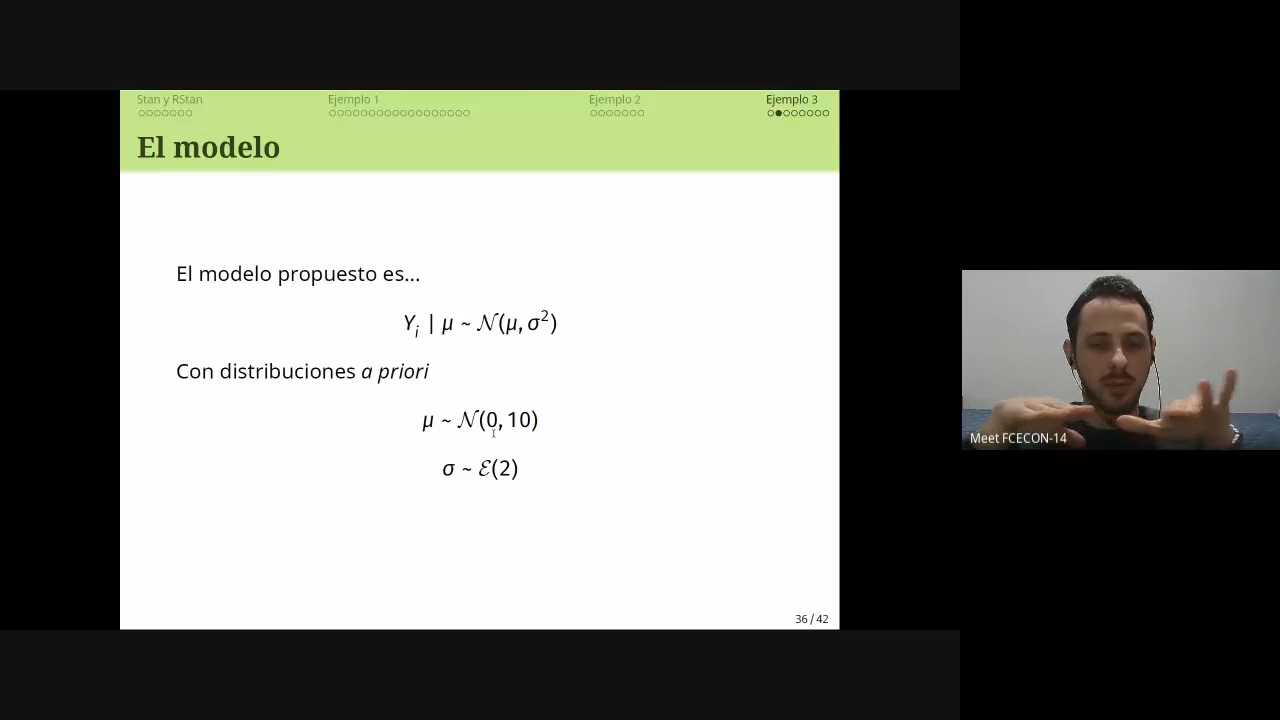 Stan y RStan
Ejemplo 1
Ejemplo 2
Ejemplo 3
El modelo
El modelo propuesto es...
Yᵢ | μ ~ 𝒩(μ, σ²)
Con distribuciones a priori
μ ~ 𝒩(0, 10)
σ ~ ℰ(2)
36 / 42
Meet FCECON-14